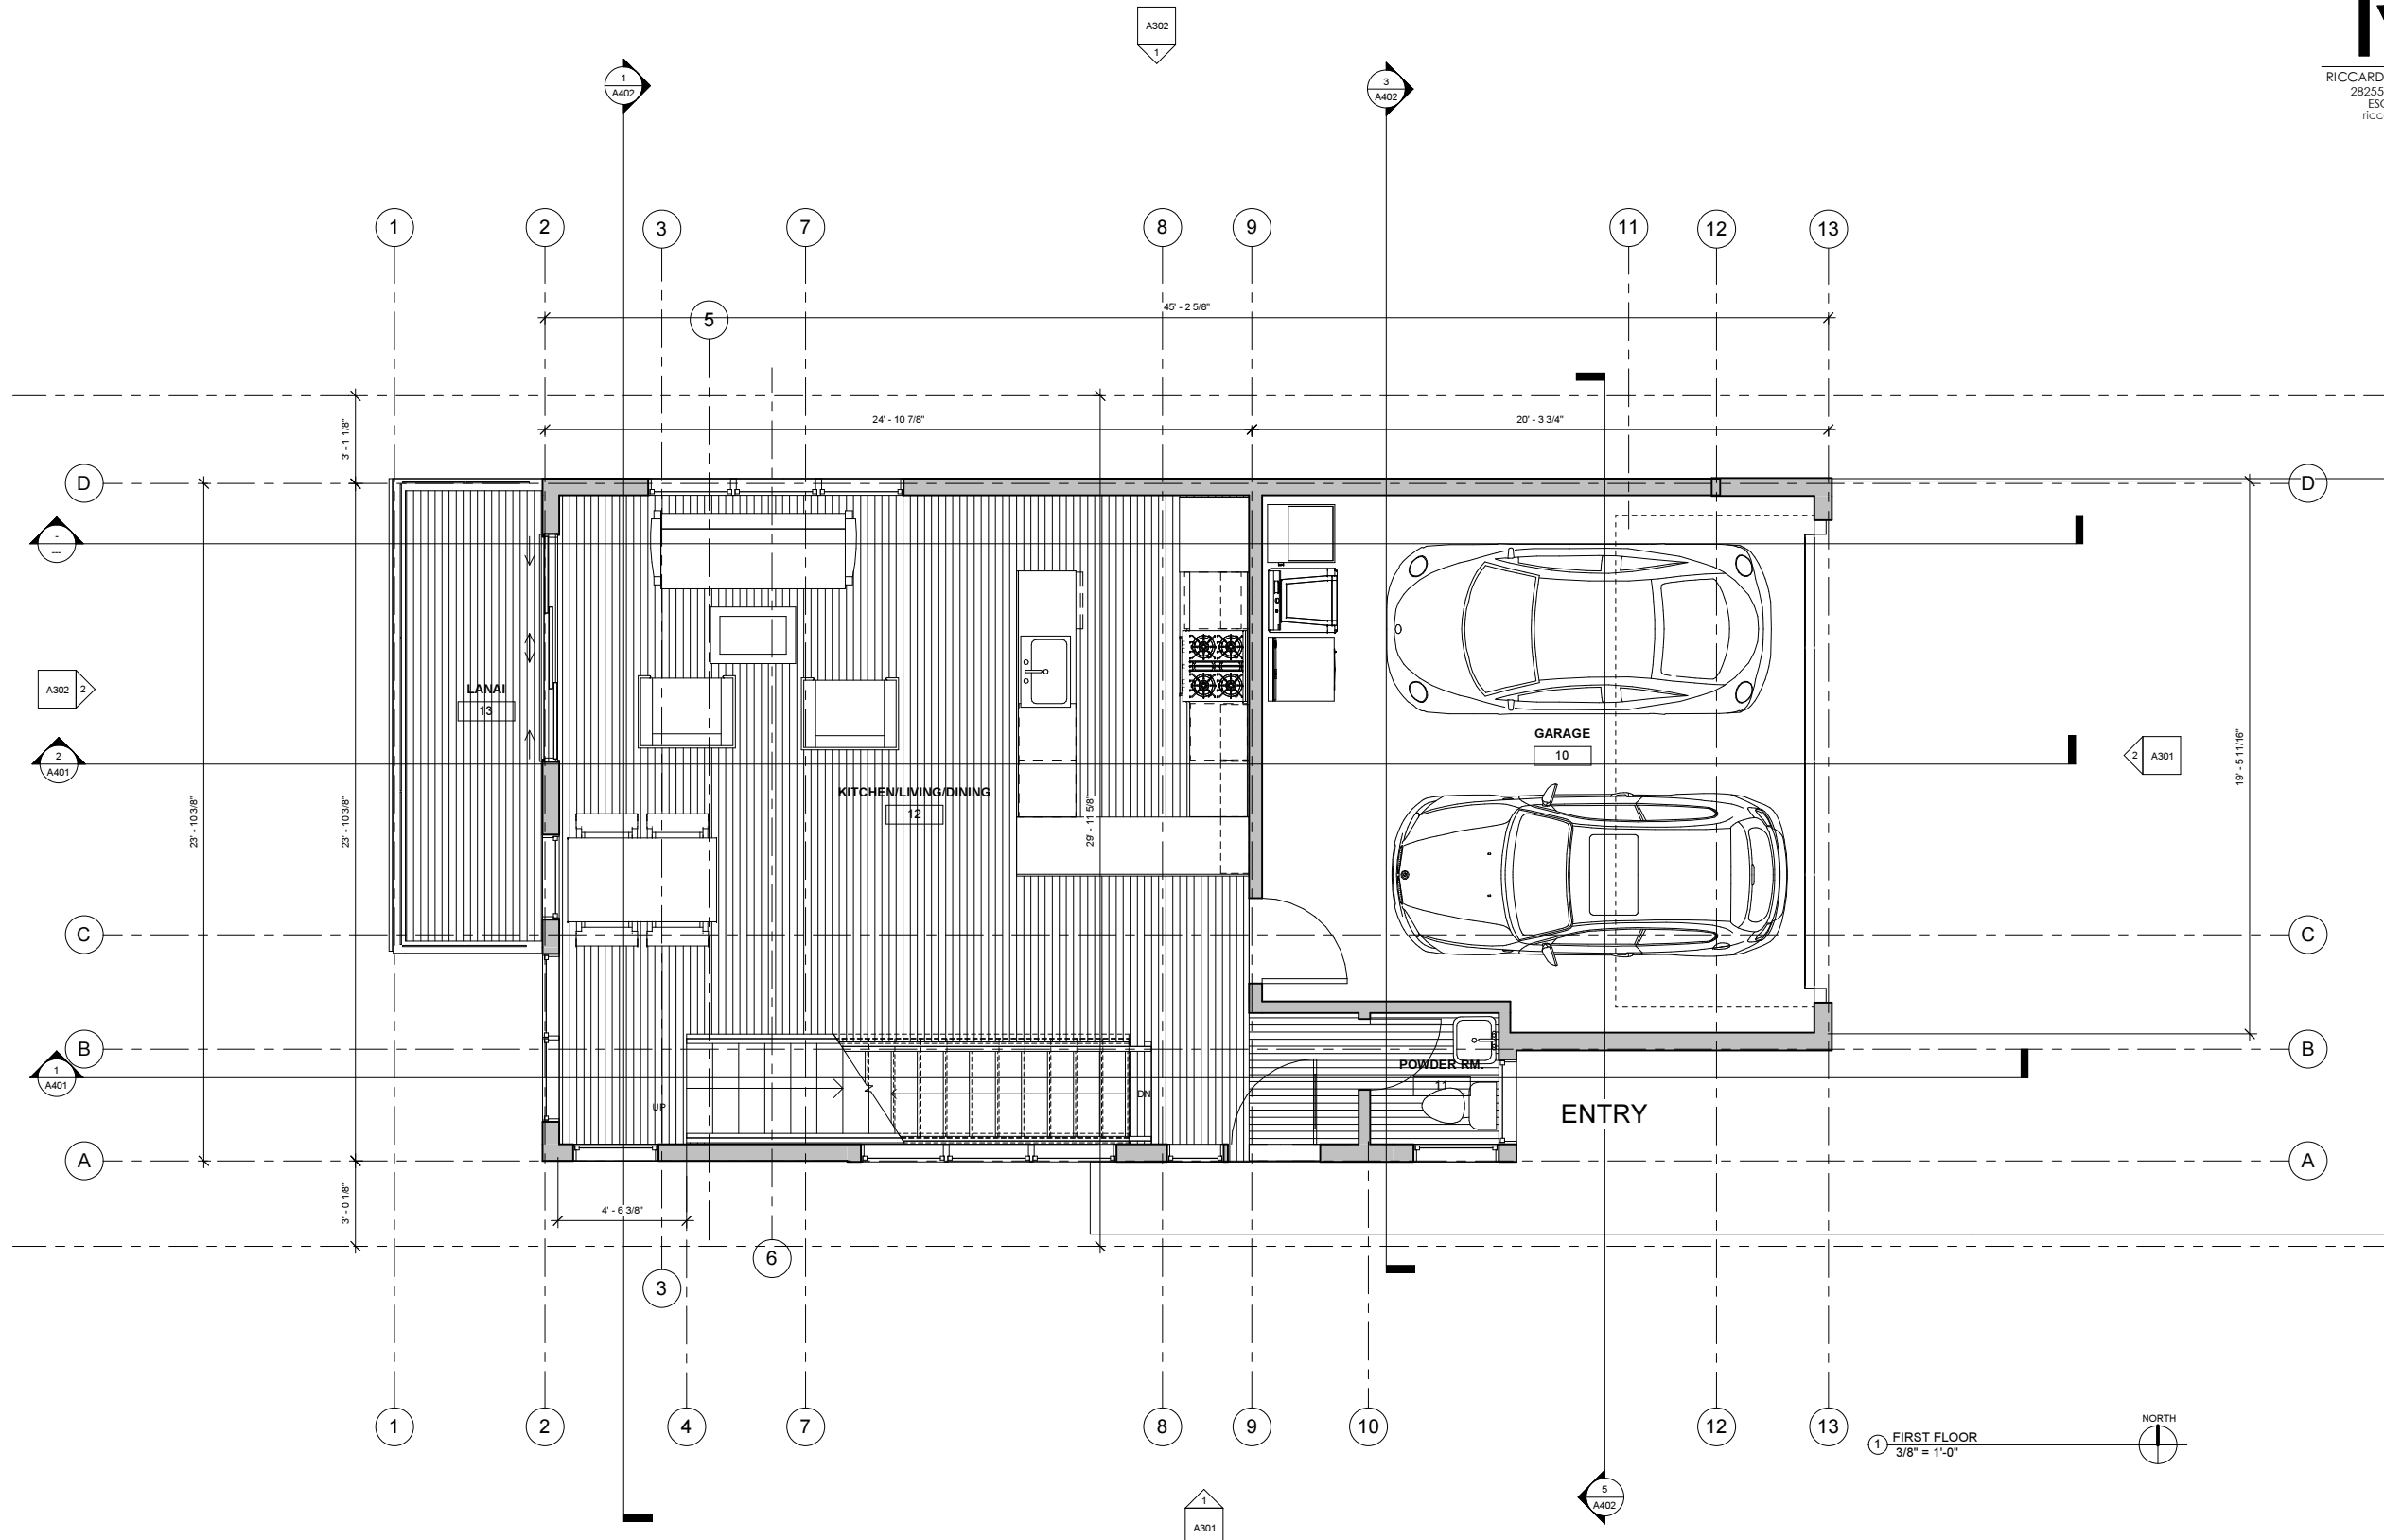 A302
1
RICCARD
28255
ESC
ricc
1
A402
3
A402
1
2
3
7
8
9
11
12
13
45' - 2 5/8"
5
3' - 1 1/8"
24' - 10 7/8"
20' - 3 3/4"
D
D
-
---
A302
2
LANAI
13
GARAGE
10
2
A401
2
A301
KITCHEN/LIVING/DINING
12
23' - 10 3/8"
23' - 10 3/8"
29' - 11 5/8"
19' - 5 11/16"
C
C
B
B
1
A401
POWDER RM.
11
UP
DN
ENTRY
A
A
3' - 0 1/8"
4' - 6 3/8"
6
3
1
2
4
7
8
9
10
12
13
NORTH
1
FIRST FLOOR
3/8" = 1'-0"
5
A402
1
A301